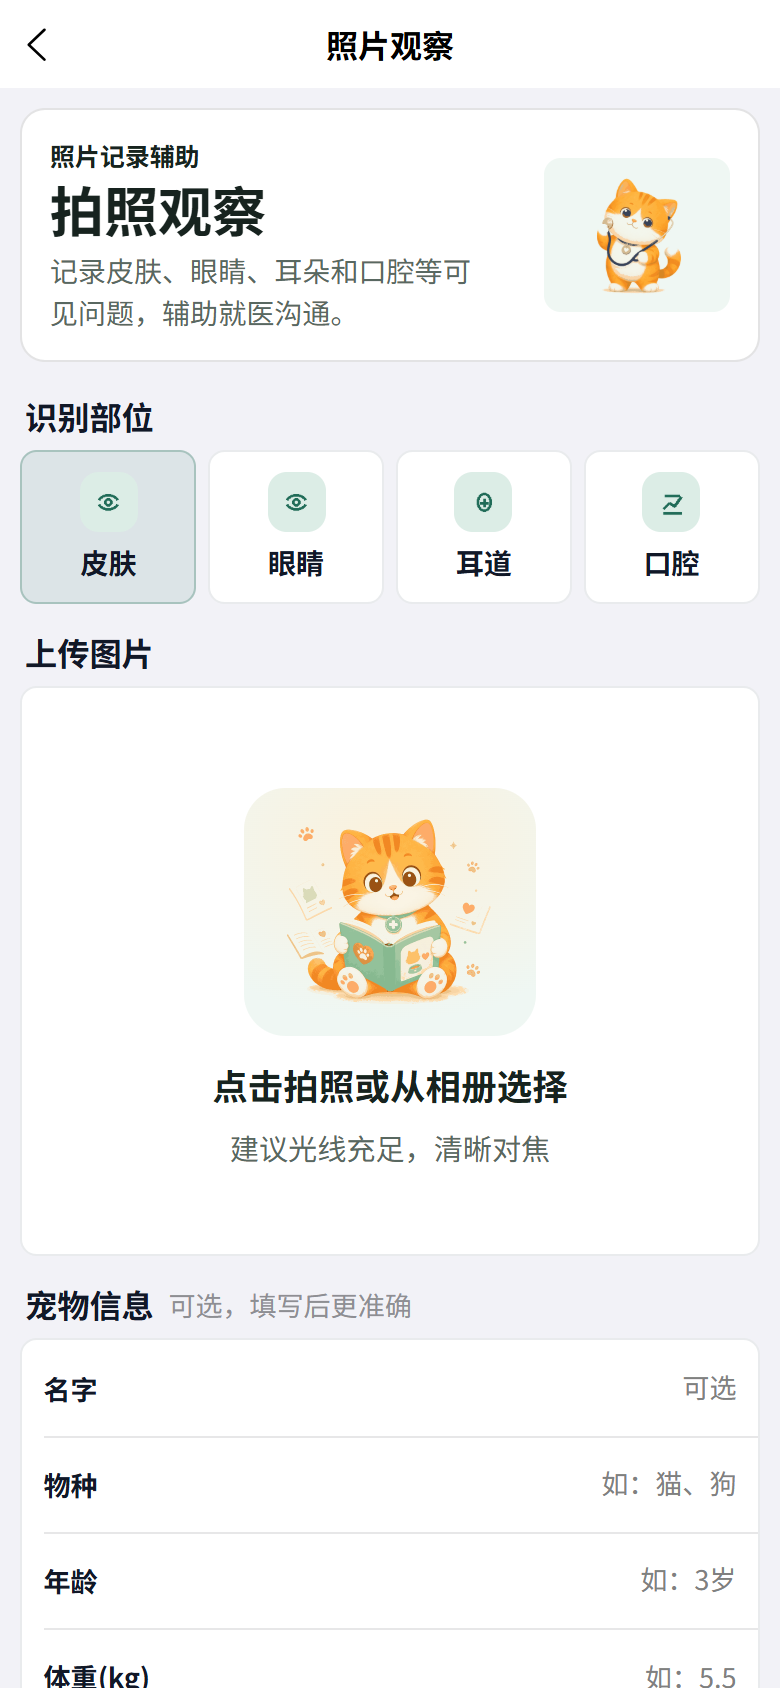 照片观察
照片记录辅助
拍照观察
记录皮肤、眼睛、耳朵和口腔等可
见问题，辅助就医沟通。
识别部位
皮肤
眼睛
耳道
口腔
上传图片
点击拍照或从相册选择
建议光线充足，清晰对焦
宠物信息 可选，填写后更准确
名字 可选
物种 如：猫、狗
年龄 如：3岁
体重(kg) 如：5.5